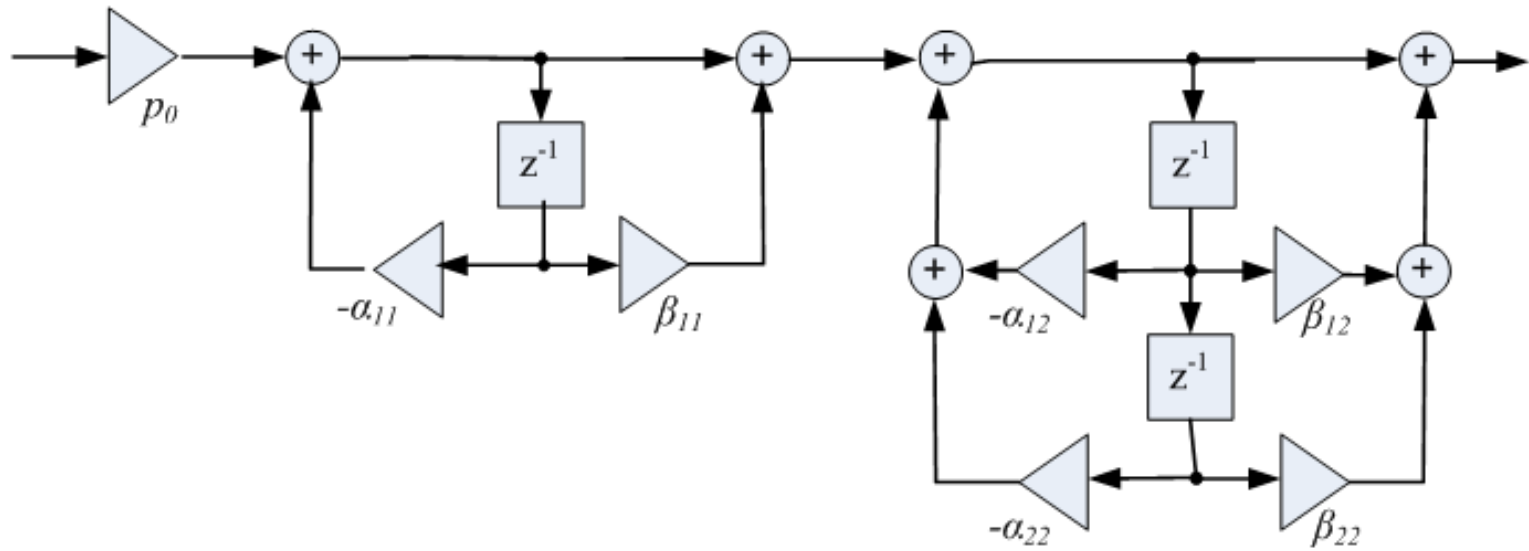 + + + +
p₀
z⁻¹ z⁻¹
-α₁₁ β₁₁
+ +
-α₁₂ β₁₂
z⁻¹
-α₂₂ β₂₂